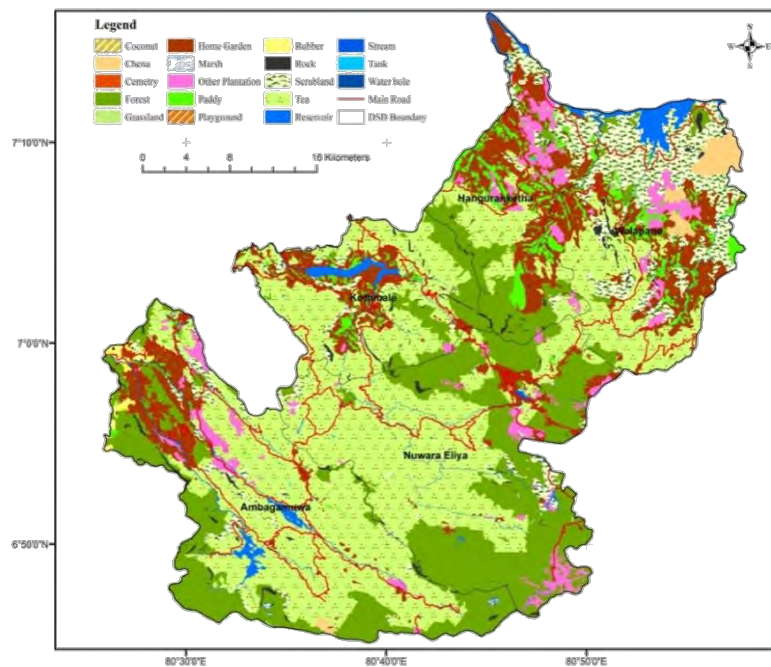 Legend
Coconut Home Garden Rubber Stream
Chena Marsh Rock Tank
Cemetry Other Plantation Scrubland Water hole
Forest Paddy Tea Main Road
Grassland Playground Reservoir DSD Boundary
N
W E
S
0 4 8 16 Kilometers
7°10'0"N
Hanguranketha
Walapane
Kotmale
7°0'0"N
Nuwara Eliya
Ambagamuwa
6°50'0"N
80°30'0"E 80°40'0"E 80°50'0"E